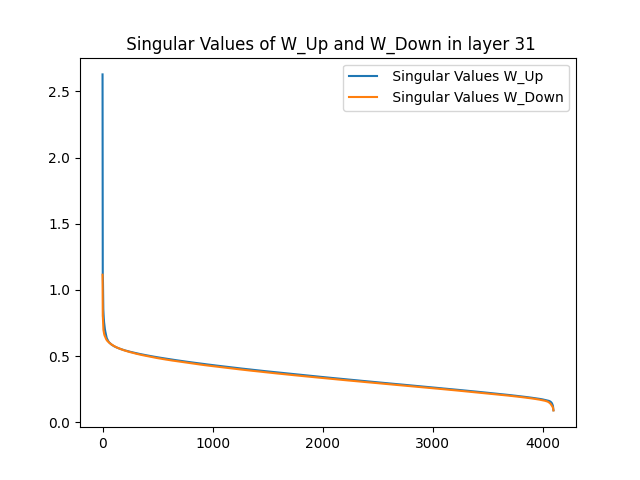 Singular Values of W_Up and W_Down in layer 31
Singular Values W_Up
Singular Values W_Down
2.5
2.0
1.5
1.0
0.5
0.0
0 1000 2000 3000 4000